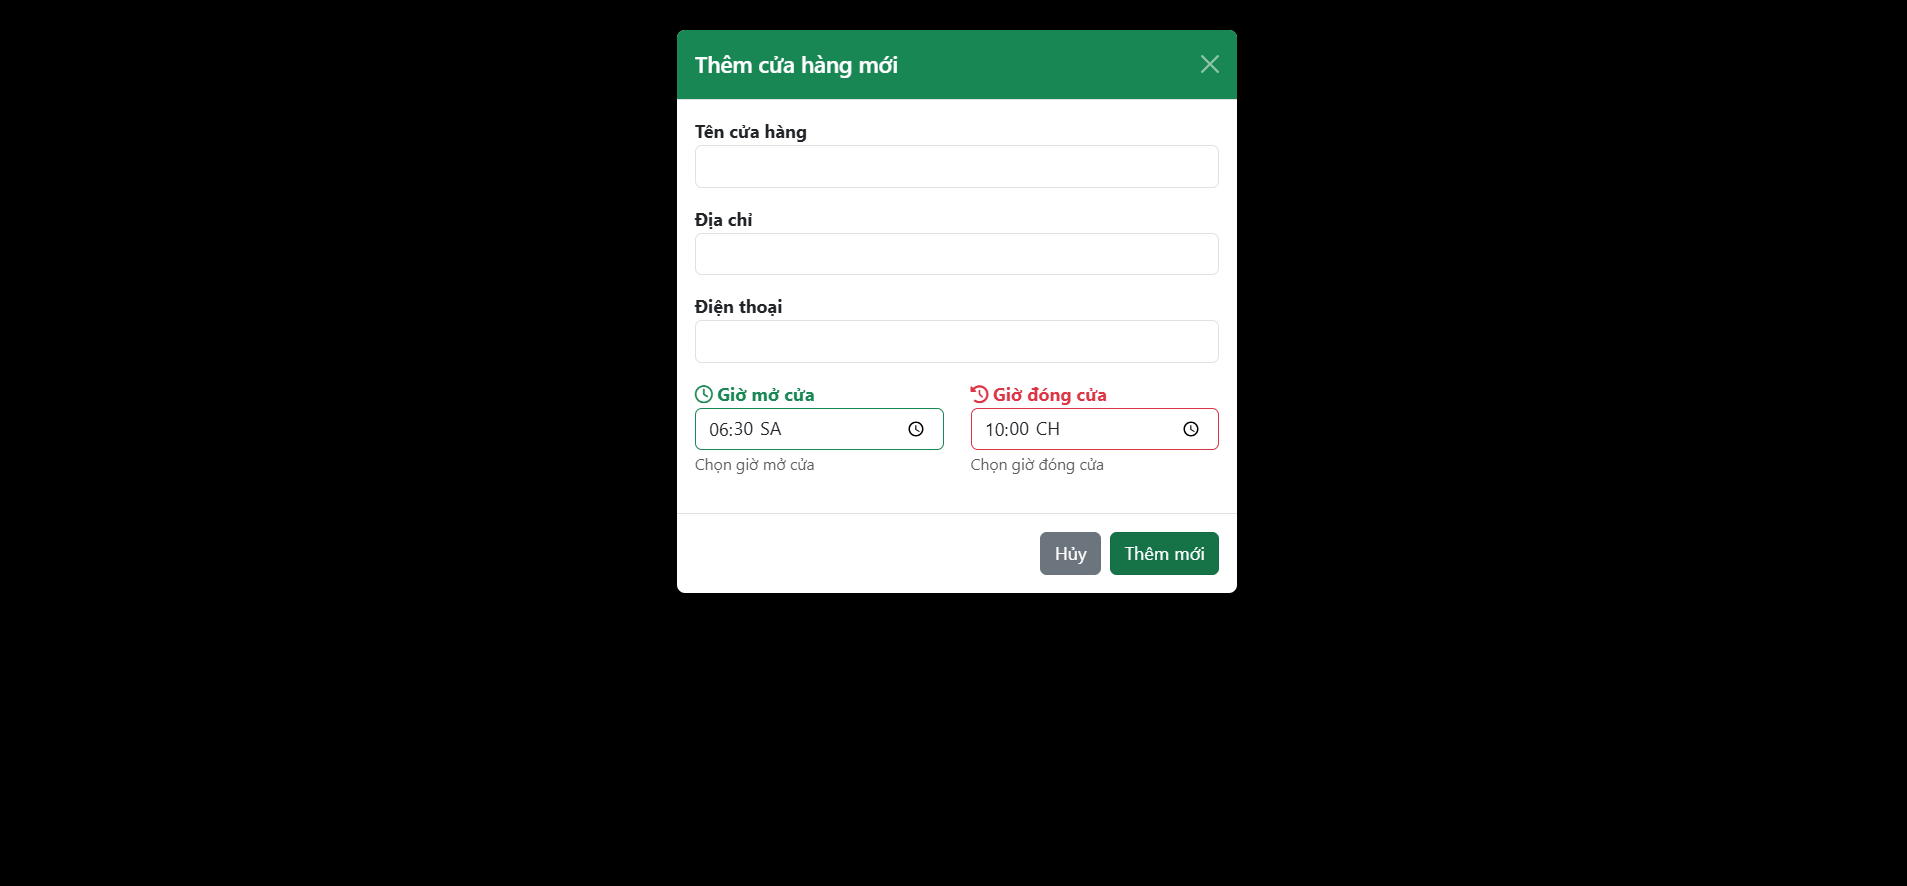 Thêm cửa hàng mới
Tên cửa hàng
Địa chỉ
Điện thoại
Giờ mở cửa
Giờ đóng cửa
06:30 SA
10:00 CH
Chọn giờ mở cửa
Chọn giờ đóng cửa
Hủy
Thêm mới